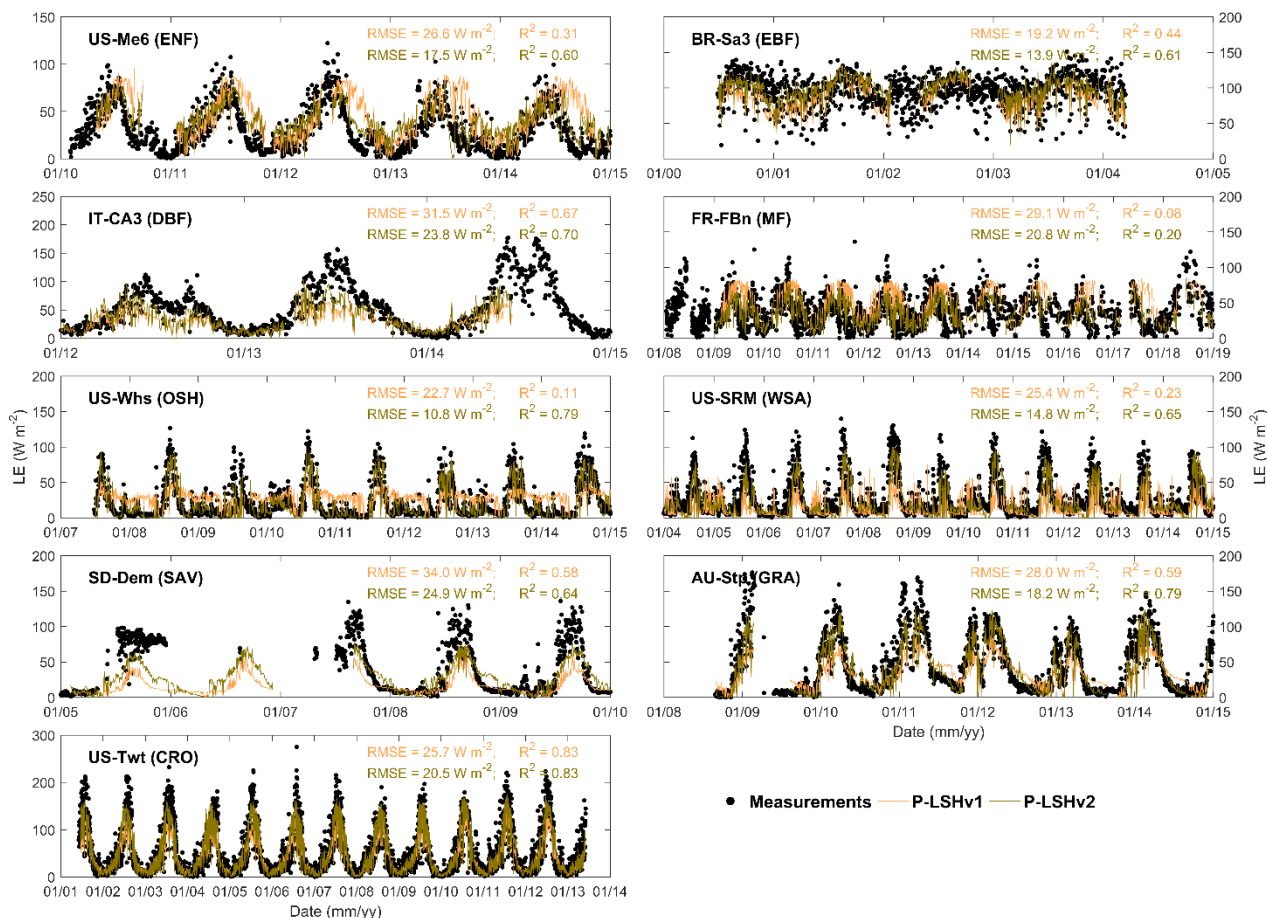 US-Me6 (ENF)
RMSE = 26.6 W m-2; R2 = 0.31
RMSE = 17.5 W m-2; R2 = 0.60
150
100
50
0
01/10 01/11 01/12 01/13 01/14 01/15
BR-Sa3 (EBF)
RMSE = 19.2 W m-2; R2 = 0.44
RMSE = 13.9 W m-2; R2 = 0.61
200
150
100
50
0
01/00 01/01 01/02 01/03 01/04 01/05
IT-CA3 (DBF)
RMSE = 31.5 W m-2; R2 = 0.67
RMSE = 23.8 W m-2; R2 = 0.70
250
200
150
100
50
0
01/12 01/13 01/14 01/15
FR-FBn (MF)
RMSE = 29.1 W m-2; R2 = 0.08
RMSE = 20.8 W m-2; R2 = 0.20
200
150
100
50
0
01/08 01/09 01/10 01/11 01/12 01/13 01/14 01/15 01/16 01/17 01/18 01/19
US-Whs (OSH)
RMSE = 22.7 W m-2; R2 = 0.11
RMSE = 10.8 W m-2; R2 = 0.79
200
150
100
50
0
LE (W m-2)
01/07 01/08 01/09 01/10 01/11 01/12 01/13 01/14 01/15
US-SRM (WSA)
RMSE = 25.4 W m-2; R2 = 0.23
RMSE = 14.8 W m-2; R2 = 0.65
200
150
100
50
0
LE (W m-2)
01/04 01/05 01/06 01/07 01/08 01/09 01/10 01/11 01/12 01/13 01/14 01/15
SD-Dem (SAV)
RMSE = 34.0 W m-2; R2 = 0.58
RMSE = 24.9 W m-2; R2 = 0.64
200
150
100
50
0
01/05 01/06 01/07 01/08 01/09 01/10
AU-Stp (GRA)
RMSE = 28.0 W m-2; R2 = 0.59
RMSE = 18.2 W m-2; R2 = 0.79
200
150
100
50
0
01/08 01/09 01/10 01/11 01/12 01/13 01/14 01/15
Date (mm/yy)
US-Twt (CRO)
RMSE = 25.7 W m-2; R2 = 0.83
RMSE = 20.5 W m-2; R2 = 0.83
300
200
100
0
01/01 01/02 01/03 01/04 01/05 01/06 01/07 01/08 01/09 01/10 01/11 01/12 01/13 01/14
Date (mm/yy)
Measurements P-LSHv1 P-LSHv2